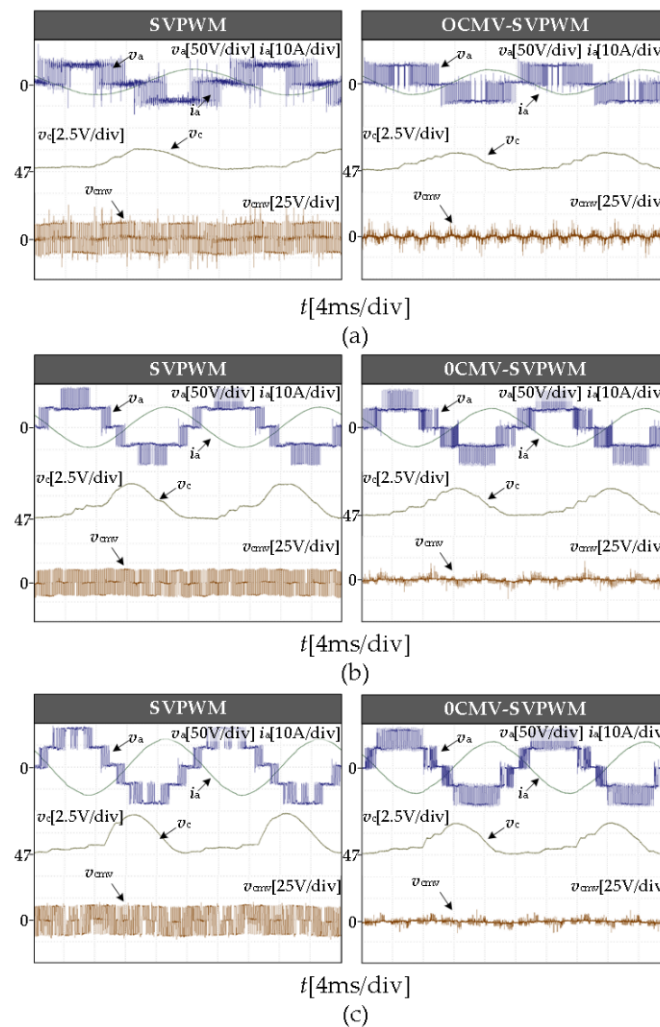 SVPWM
OCMV-SVPWM
va[50V/div] ia[10A/div]
va
0
ia
vc[2.5V/div]
vc
47
vcmv
vcmv[25V/div]
0
va[50V/div] ia[10A/div]
va
0
ia
vc[2.5V/div]
vc
47
vcmv
vcmv[25V/div]
0
t[4ms/div]
(a)
SVPWM
0CMV-SVPWM
va[50V/div] ia[10A/div]
va
0
ia
vc[2.5V/div]
vc
47
vcmv
vcmv[25V/div]
0
va[50V/div] ia[10A/div]
va
0
ia
vc[2.5V/div]
vc
47
vcmv
vcmv[25V/div]
0
t[4ms/div]
(b)
SVPWM
0CMV-SVPWM
va[50V/div] ia[10A/div]
va
0
ia
vc[2.5V/div]
vc
47
vcmv
vcmv[25V/div]
0
va[50V/div] ia[10A/div]
va
0
ia
vc[2.5V/div]
vc
47
vcmv
vcmv[25V/div]
0
t[4ms/div]
(c)